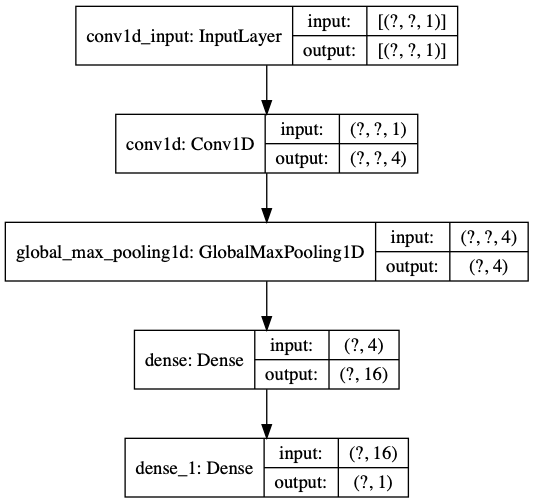 conv1d_input: InputLayer
input: [(?, ?, 1)]
output: [(?, ?, 1)]
conv1d: Conv1D
input: (?, ?, 1)
output: (?, ?, 4)
global_max_pooling1d: GlobalMaxPooling1D
input: (?, ?, 4)
output: (?, 4)
dense: Dense
input: (?, 4)
output: (?, 16)
dense_1: Dense
input: (?, 16)
output: (?, 1)